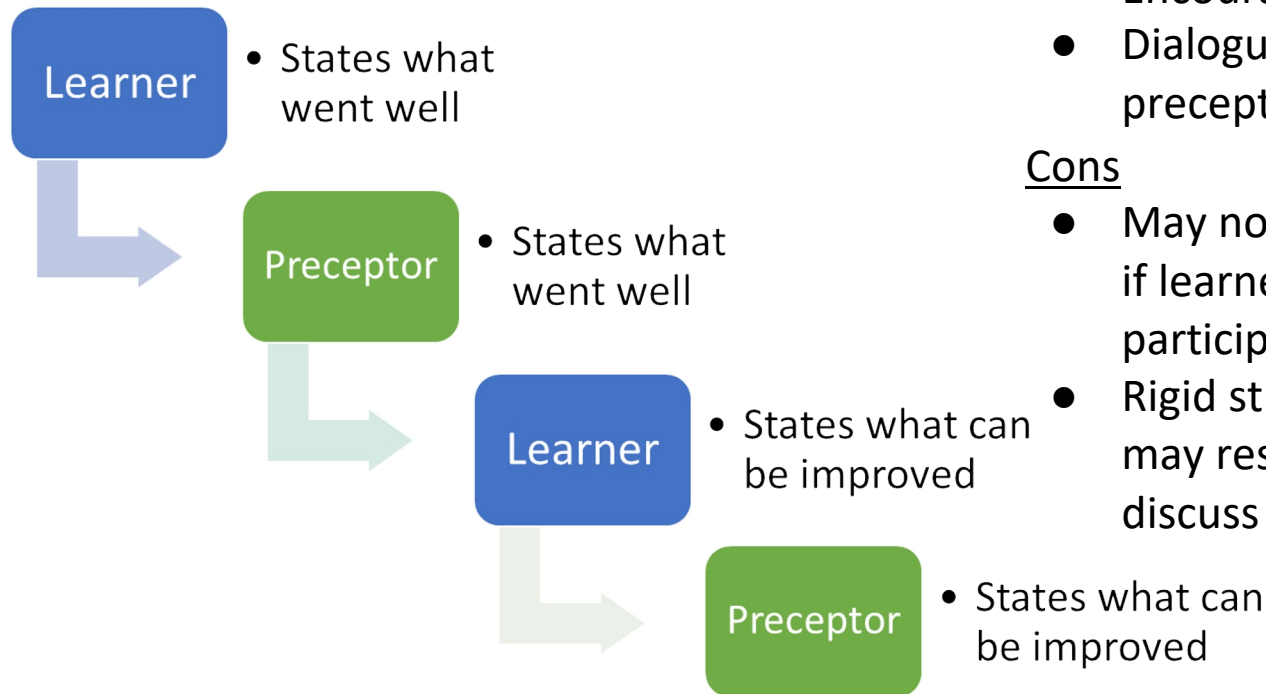 Learner
• States what
went well
Preceptor
• States what
went well
Learner
• States what can
be improved
Preceptor
• States what can
be improved
● Dialogu
precept
Cons
● May no
if learne
particip
● Rigid st
may res
discuss